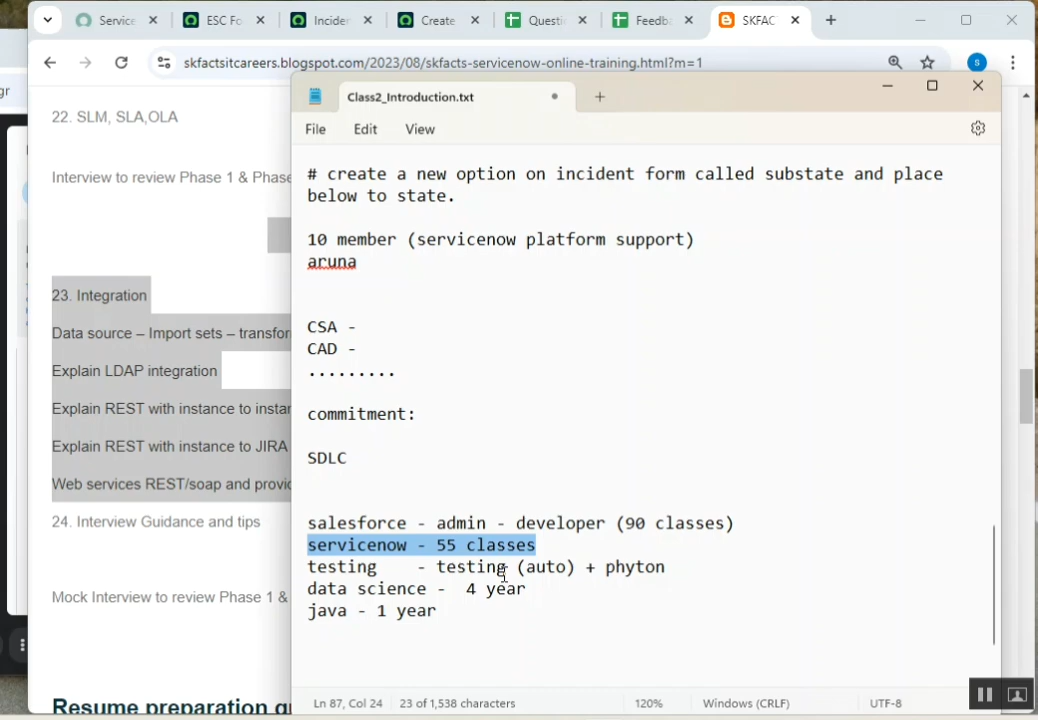 Service
ESC Fo
Incider
Create
Questi
Feedb
SKFAC
skfactsitcareers.blogspot.com/2023/08/skfacts-servicenow-online-training.html?m=1
s
gr
Class2_Introduction.txt
File Edit View
22. SLM, SLA,OLA
Interview to review Phase 1 & Phase
23. Integration
Data source – Import sets – transfor
Explain LDAP integration
Explain REST with instance to instar
Explain REST with instance to JIRA
Web services REST/soap and provid
24. Interview Guidance and tips
Mock Interview to review Phase 1 &
Resume preparation
# create a new option on incident form called substate and place
below to state.
10 member (servicenow platform support)
aruna
CSA -
CAD -
.........
commitment:
SDLC
salesforce - admin - developer (90 classes)
servicenow - 55 classes
testing - testing (auto) + phyton
data science - 4 year
java - 1 year
Ln 87, Col 24 23 of 1,538 characters 120% Windows (CRLF) UTF-8